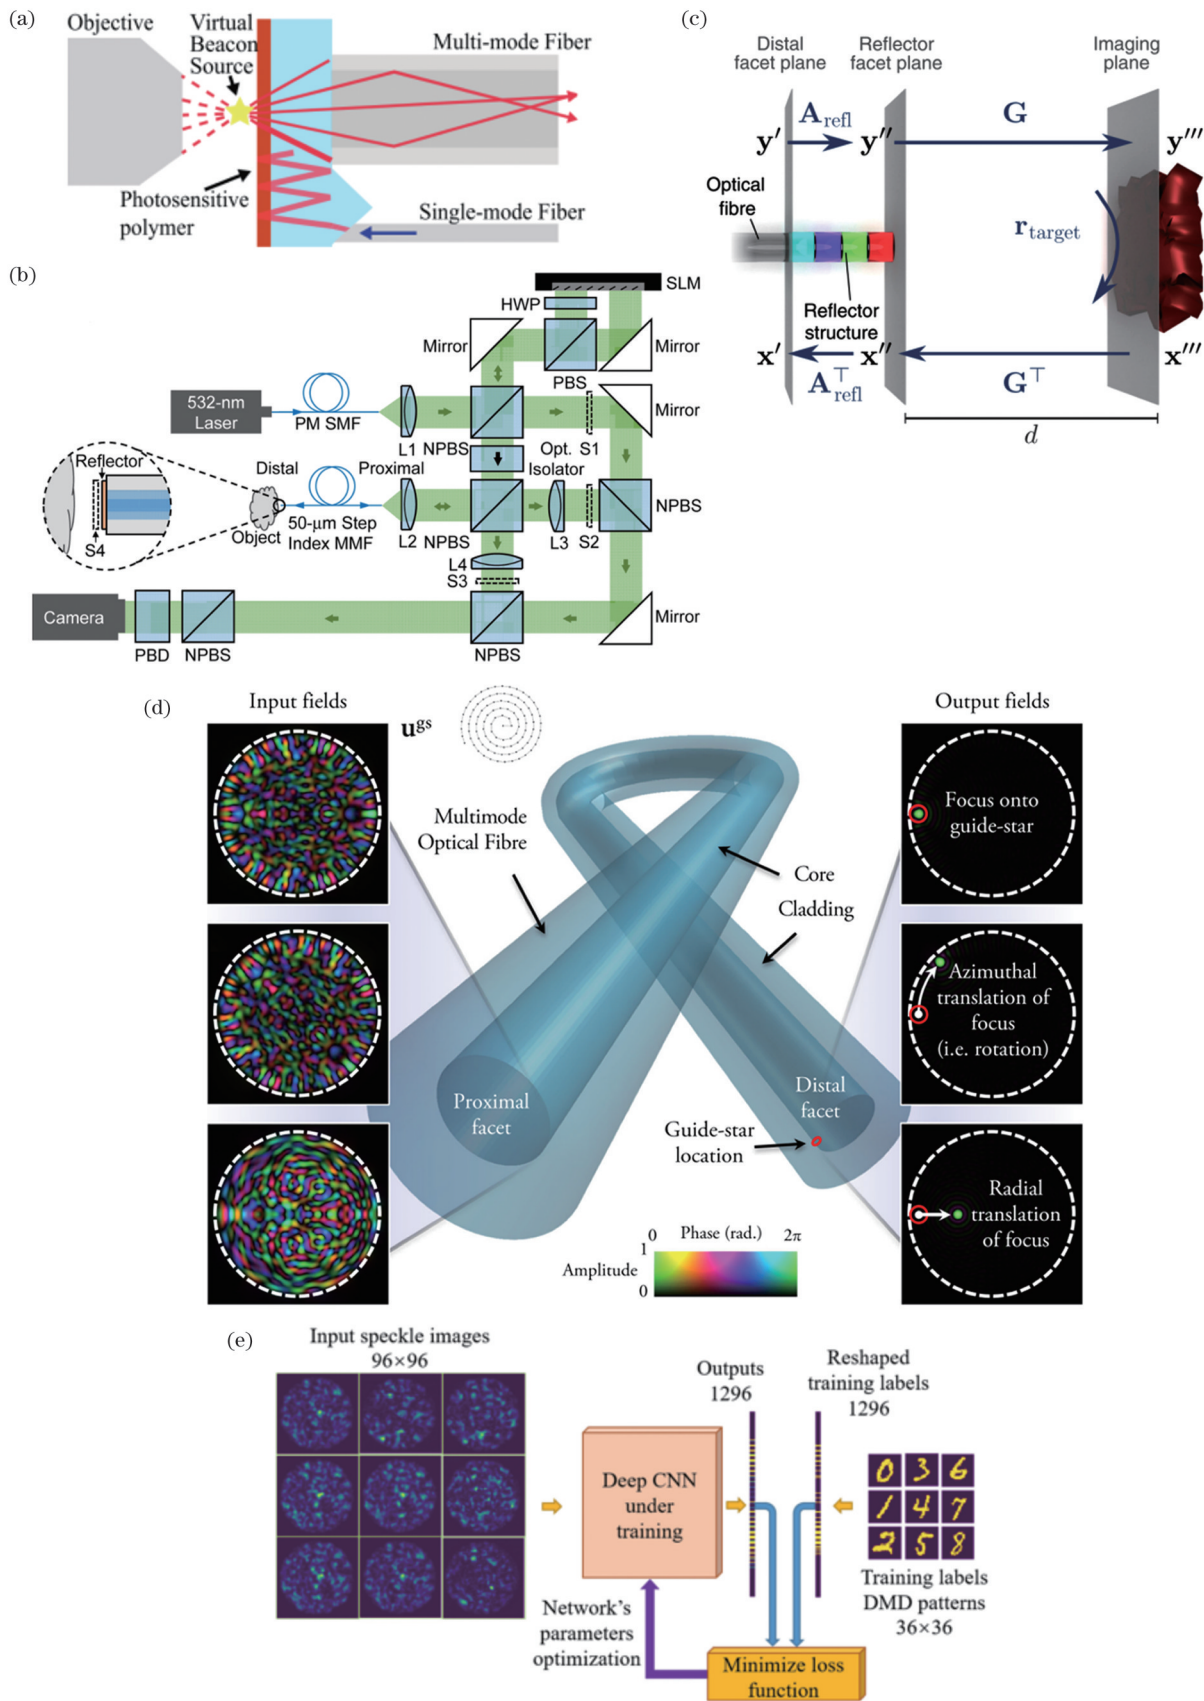 (a)
Objective
Virtual
Beacon
Source
Multi-mode Fiber
Photosensitive
polymer
Single-mode Fiber
(b)
SLM
HWP
Mirror
Mirror
PBS
532-nm
Laser
PM SMF
L1
NPBS
Opt.
Isolator
S1
Mirror
Reflector
S4
Distal
Proximal
Object
50-μm Step
Index MMF
L2
NPBS
L3
S2
NPBS
L4
S3
Camera
PBD
NPBS
NPBS
Mirror
(c)
Distal
facet plane
Reflector
facet plane
Imaging
plane
A_refl
G
y′
y″
y‴
Optical
fibre
r_target
Reflector
structure
x′
x″
x‴
A_refl^⊤
G^⊤
d
(d)
Input fields
u^gs
Output fields
Multimode
Optical Fibre
Core
Cladding
Focus onto
guide-star
Azimuthal
translation of
focus
(i.e. rotation)
Proximal
facet
Distal
facet
Guide-star
location
Radial
translation
of focus
0 Phase (rad.) 2π
1
Amplitude
0
(e)
Input speckle images
96×96
Outputs
1296
Reshaped
training labels
1296
Deep CNN
under
training
0 3 6
1 4 7
2 5 8
Training labels
DMD patterns
36×36
Network's
parameters
optimization
Minimize loss
function